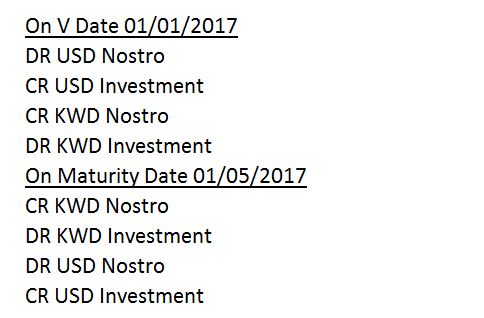 On V Date 01/01/2017
DR USD Nostro
CR USD Investment
CR KWD Nostro
DR KWD Investment
On Maturity Date 01/05/2017
CR KWD Nostro
DR KWD Investment
DR USD Nostro
CR USD Investment